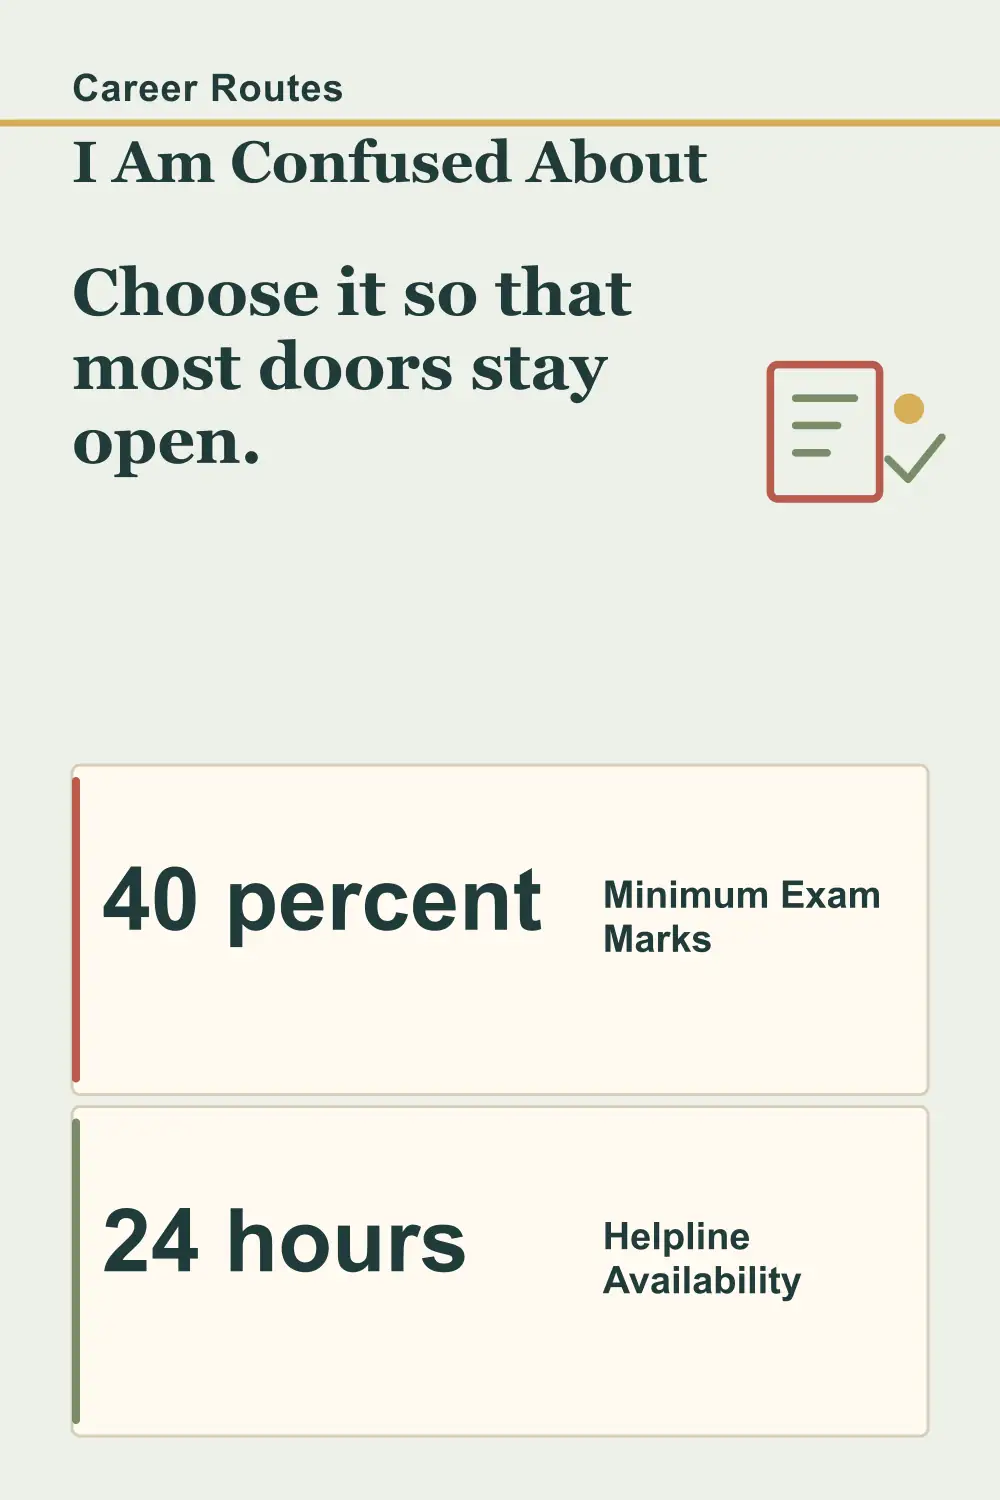 Career Routes
I Am Confused About
Choose it so that
most doors stay
open.
40 percent
Minimum Exam
Marks
24 hours
Helpline
Availability